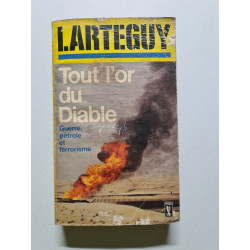 LARTEGUY
Tout l'or
du
Diable
Guerre,
pétrole
et
terrorisme